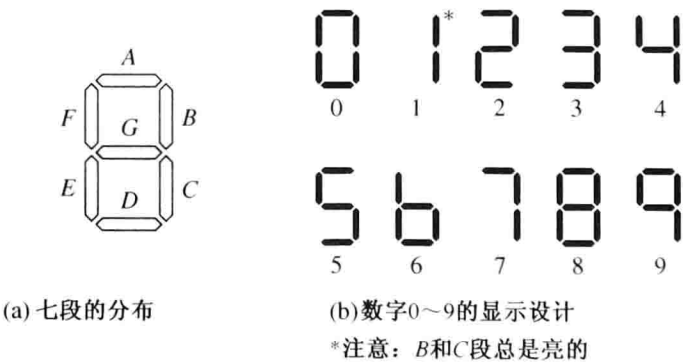 A
F B
G
E C
D
*
0 1 2 3 4
5 6 7 8 9
(a) 七段的分布
(b)数字0～9的显示设计
*注意：B和C段总是亮的